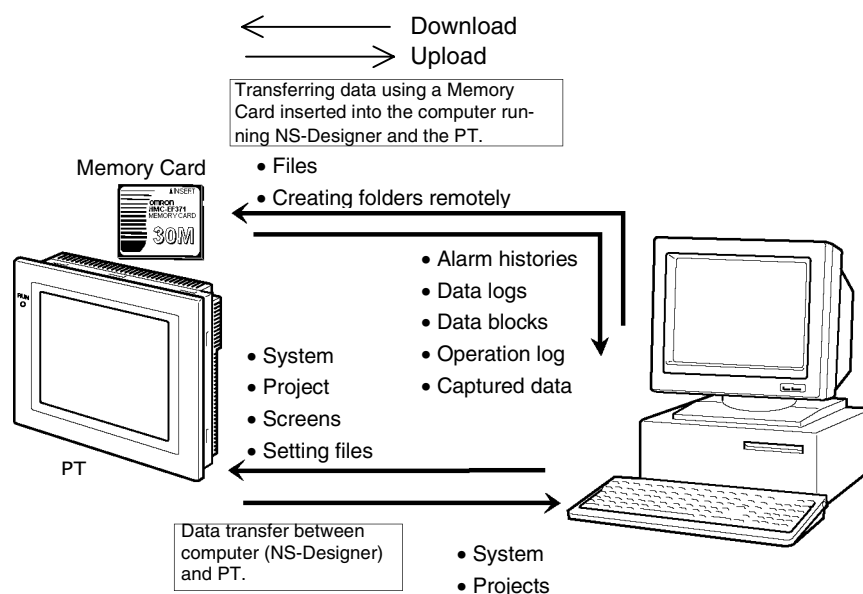 Download
Upload
Transferring data using a Memory
Card inserted into the computer run-
ning NS-Designer and the PT.
Memory Card
• Files
• Creating folders remotely
▲INSERT
OMRON
HMC-EF371
MEMORY CARD
30M
• Alarm histories
• Data logs
• Data blocks
• Operation log
• Captured data
RUN
• System
• Project
• Screens
• Setting files
PT
Data transfer between
computer (NS-Designer)
and PT.
• System
• Projects